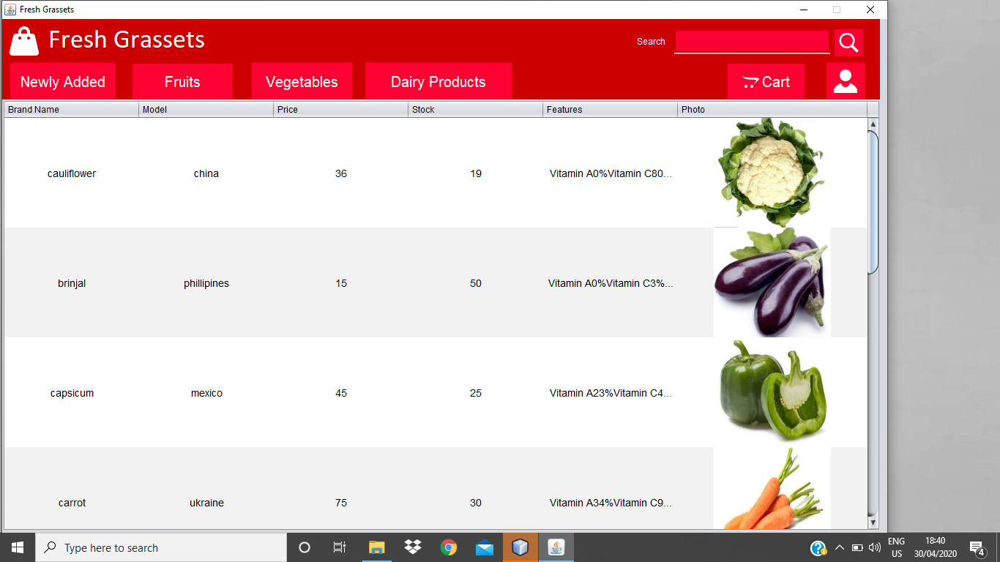 Fresh Grassets
Fresh Grassets
Search
Newly Added Fruits Vegetables Dairy Products Cart
Brand Name Model Price Stock Features Photo
cauliflower china 36 19 Vitamin A0%Vitamin C80...
brinjal phillipines 15 50 Vitamin A0%Vitamin C3%...
capsicum mexico 45 25 Vitamin A23%Vitamin C4...
carrot ukraine 75 30 Vitamin A34%Vitamin C9...
Type here to search
ENG 18:40
US 30/04/2020 4